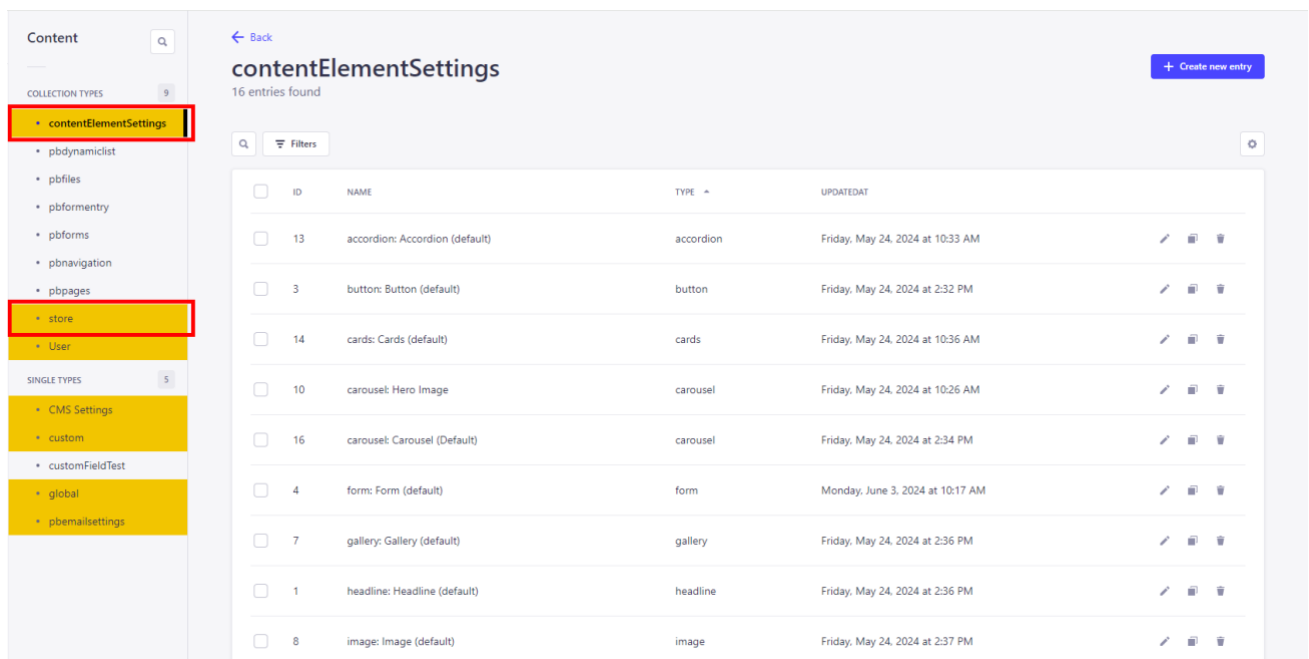 Content
COLLECTION TYPES 9
contentElementSettings
pbdynamiclist
pbfiles
pbformentry
pbforms
pbnavigation
pbpages
store
User
SINGLE TYPES 5
CMS Settings
custom
customFieldTest
global
pbemailsettings
Back
contentElementSettings
16 entries found
Create new entry
Filters
ID NAME TYPE UPDATEDAT
13 accordion: Accordion (default) accordion Friday, May 24, 2024 at 10:33 AM
3 button: Button (default) button Friday, May 24, 2024 at 2:32 PM
14 cards: Cards (default) cards Friday, May 24, 2024 at 10:36 AM
10 carousel: Hero Image carousel Friday, May 24, 2024 at 10:26 AM
16 carousel: Carousel (Default) carousel Friday, May 24, 2024 at 2:34 PM
4 form: Form (default) form Monday, June 3, 2024 at 10:17 AM
7 gallery: Gallery (default) gallery Friday, May 24, 2024 at 2:36 PM
1 headline: Headline (default) headline Friday, May 24, 2024 at 2:36 PM
8 image: Image (default) image Friday, May 24, 2024 at 2:37 PM